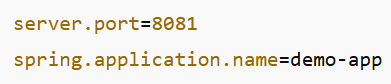 server.port=8081
spring.application.name=demo-app